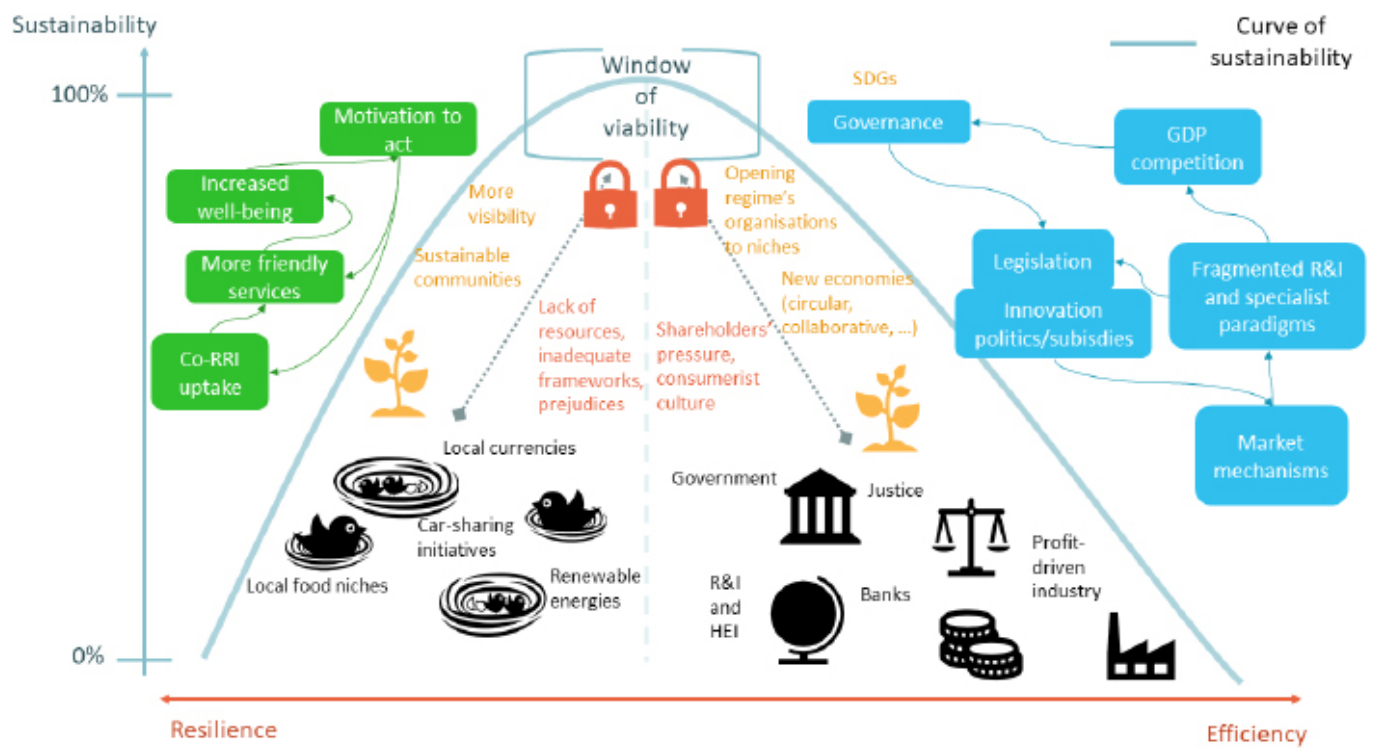 Sustainability
100%
0%
Curve of
sustainability
Window
of
viability
Motivation to
act
Increased
well-being
More friendly
services
Co-RRI
uptake
More
visibility
Sustainable
communities
Lack of
resources,
inadequate
frameworks,
prejudices
Shareholders'
pressure,
consumerist
culture
Opening
regime's
organisations
to niches
New economies
(circular,
collaborative, ...)
SDGs
Governance
GDP
competition
Legislation
Innovation
politics/subisdies
Fragmented R&I
and specialist
paradigms
Market
mechanisms
Local currencies
Car-sharing
initiatives
Local food niches
Renewable
energies
Government
Justice
R&I
and
HEI
Banks
Profit-
driven
industry
Resilience
Efficiency